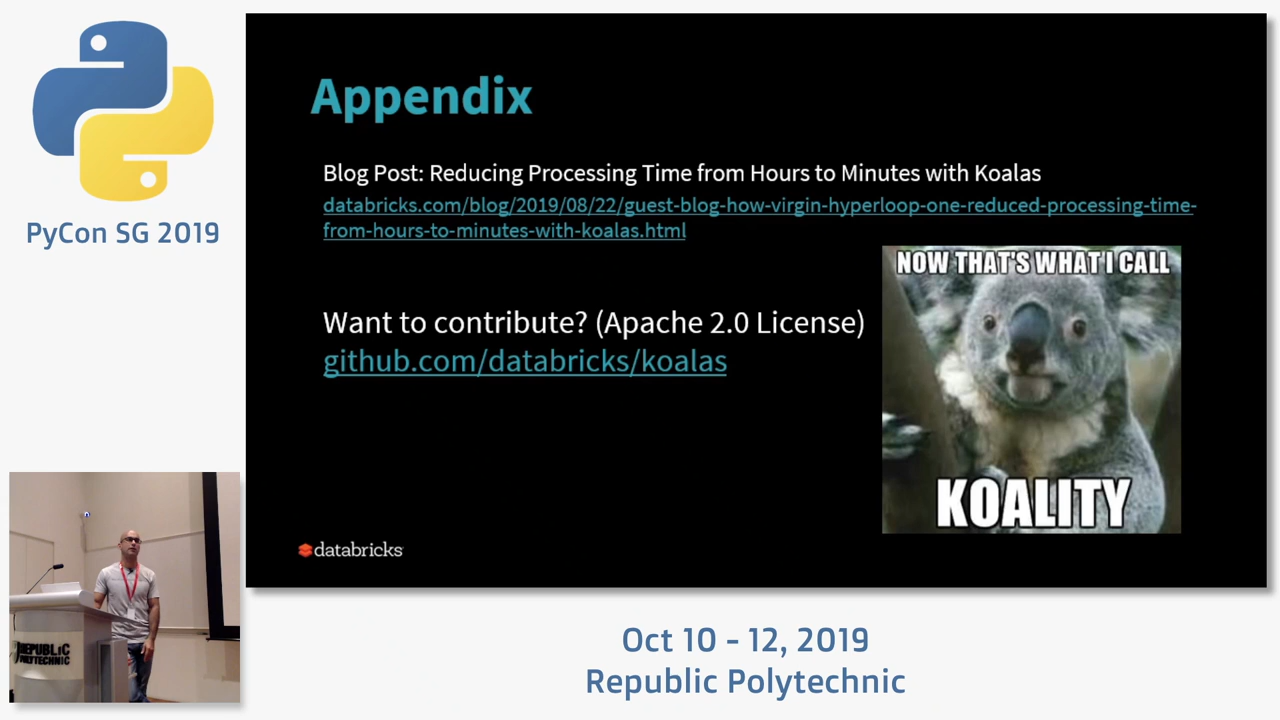 PyCon SG 2019
Appendix
Blog Post: Reducing Processing Time from Hours to Minutes with Koalas
databricks.com/blog/2019/08/22/guest-blog-how-virgin-hyperloop-one-reduced-processing-time-
from-hours-to-minutes-with-koalas.html
NOW THAT'S WHAT I CALL
KOALITY
Want to contribute? (Apache 2.0 License)
github.com/databricks/koalas
databricks
REPUBLIC
POLYTECHNIC
Oct 10 - 12, 2019
Republic Polytechnic